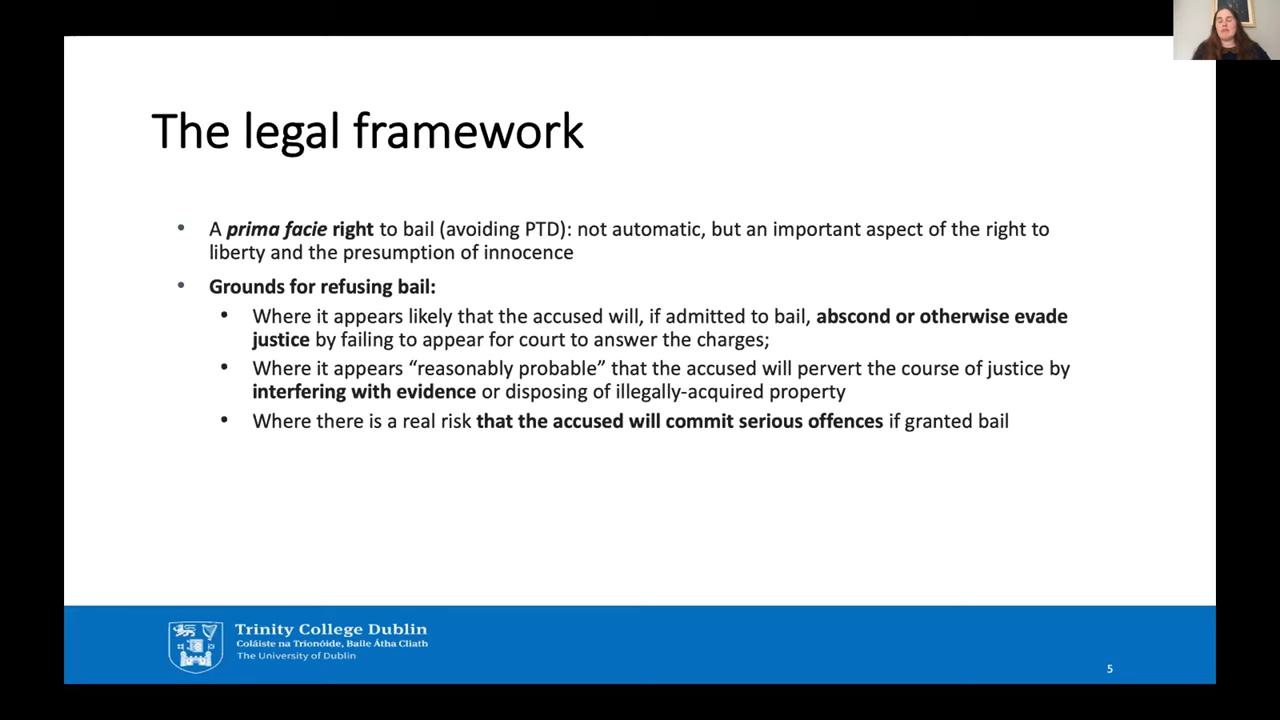 The legal framework
• A prima facie right to bail (avoiding PTD): not automatic, but an important aspect of the right to
liberty and the presumption of innocence
• Grounds for refusing bail:
• Where it appears likely that the accused will, if admitted to bail, abscond or otherwise evade
justice by failing to appear for court to answer the charges;
• Where it appears “reasonably probable” that the accused will pervert the course of justice by
interfering with evidence or disposing of illegally-acquired property
• Where there is a real risk that the accused will commit serious offences if granted bail
Trinity College Dublin
Coláiste na Tríonóide, Baile Átha Cliath
The University of Dublin
5